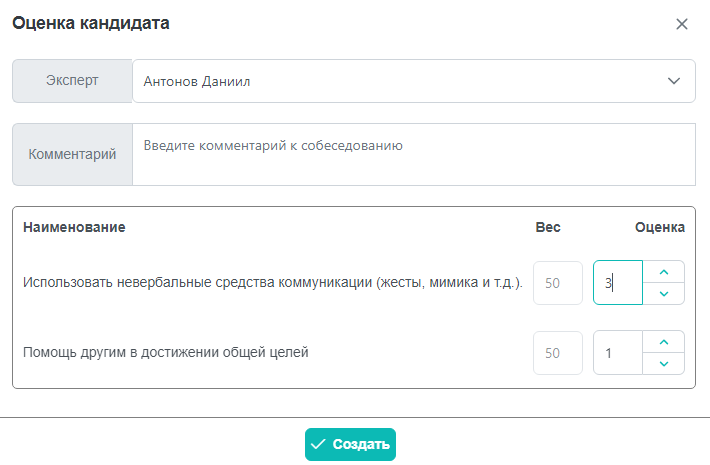 Оценка кандидата
Эксперт Антонов Даниил
Комментарий Введите комментарий к собеседованию
Наименование Вес Оценка
Использовать невербальные средства коммуникации (жесты, мимика и т.д.). 50 3
Помощь другим в достижении общей целей 50 1
Создать